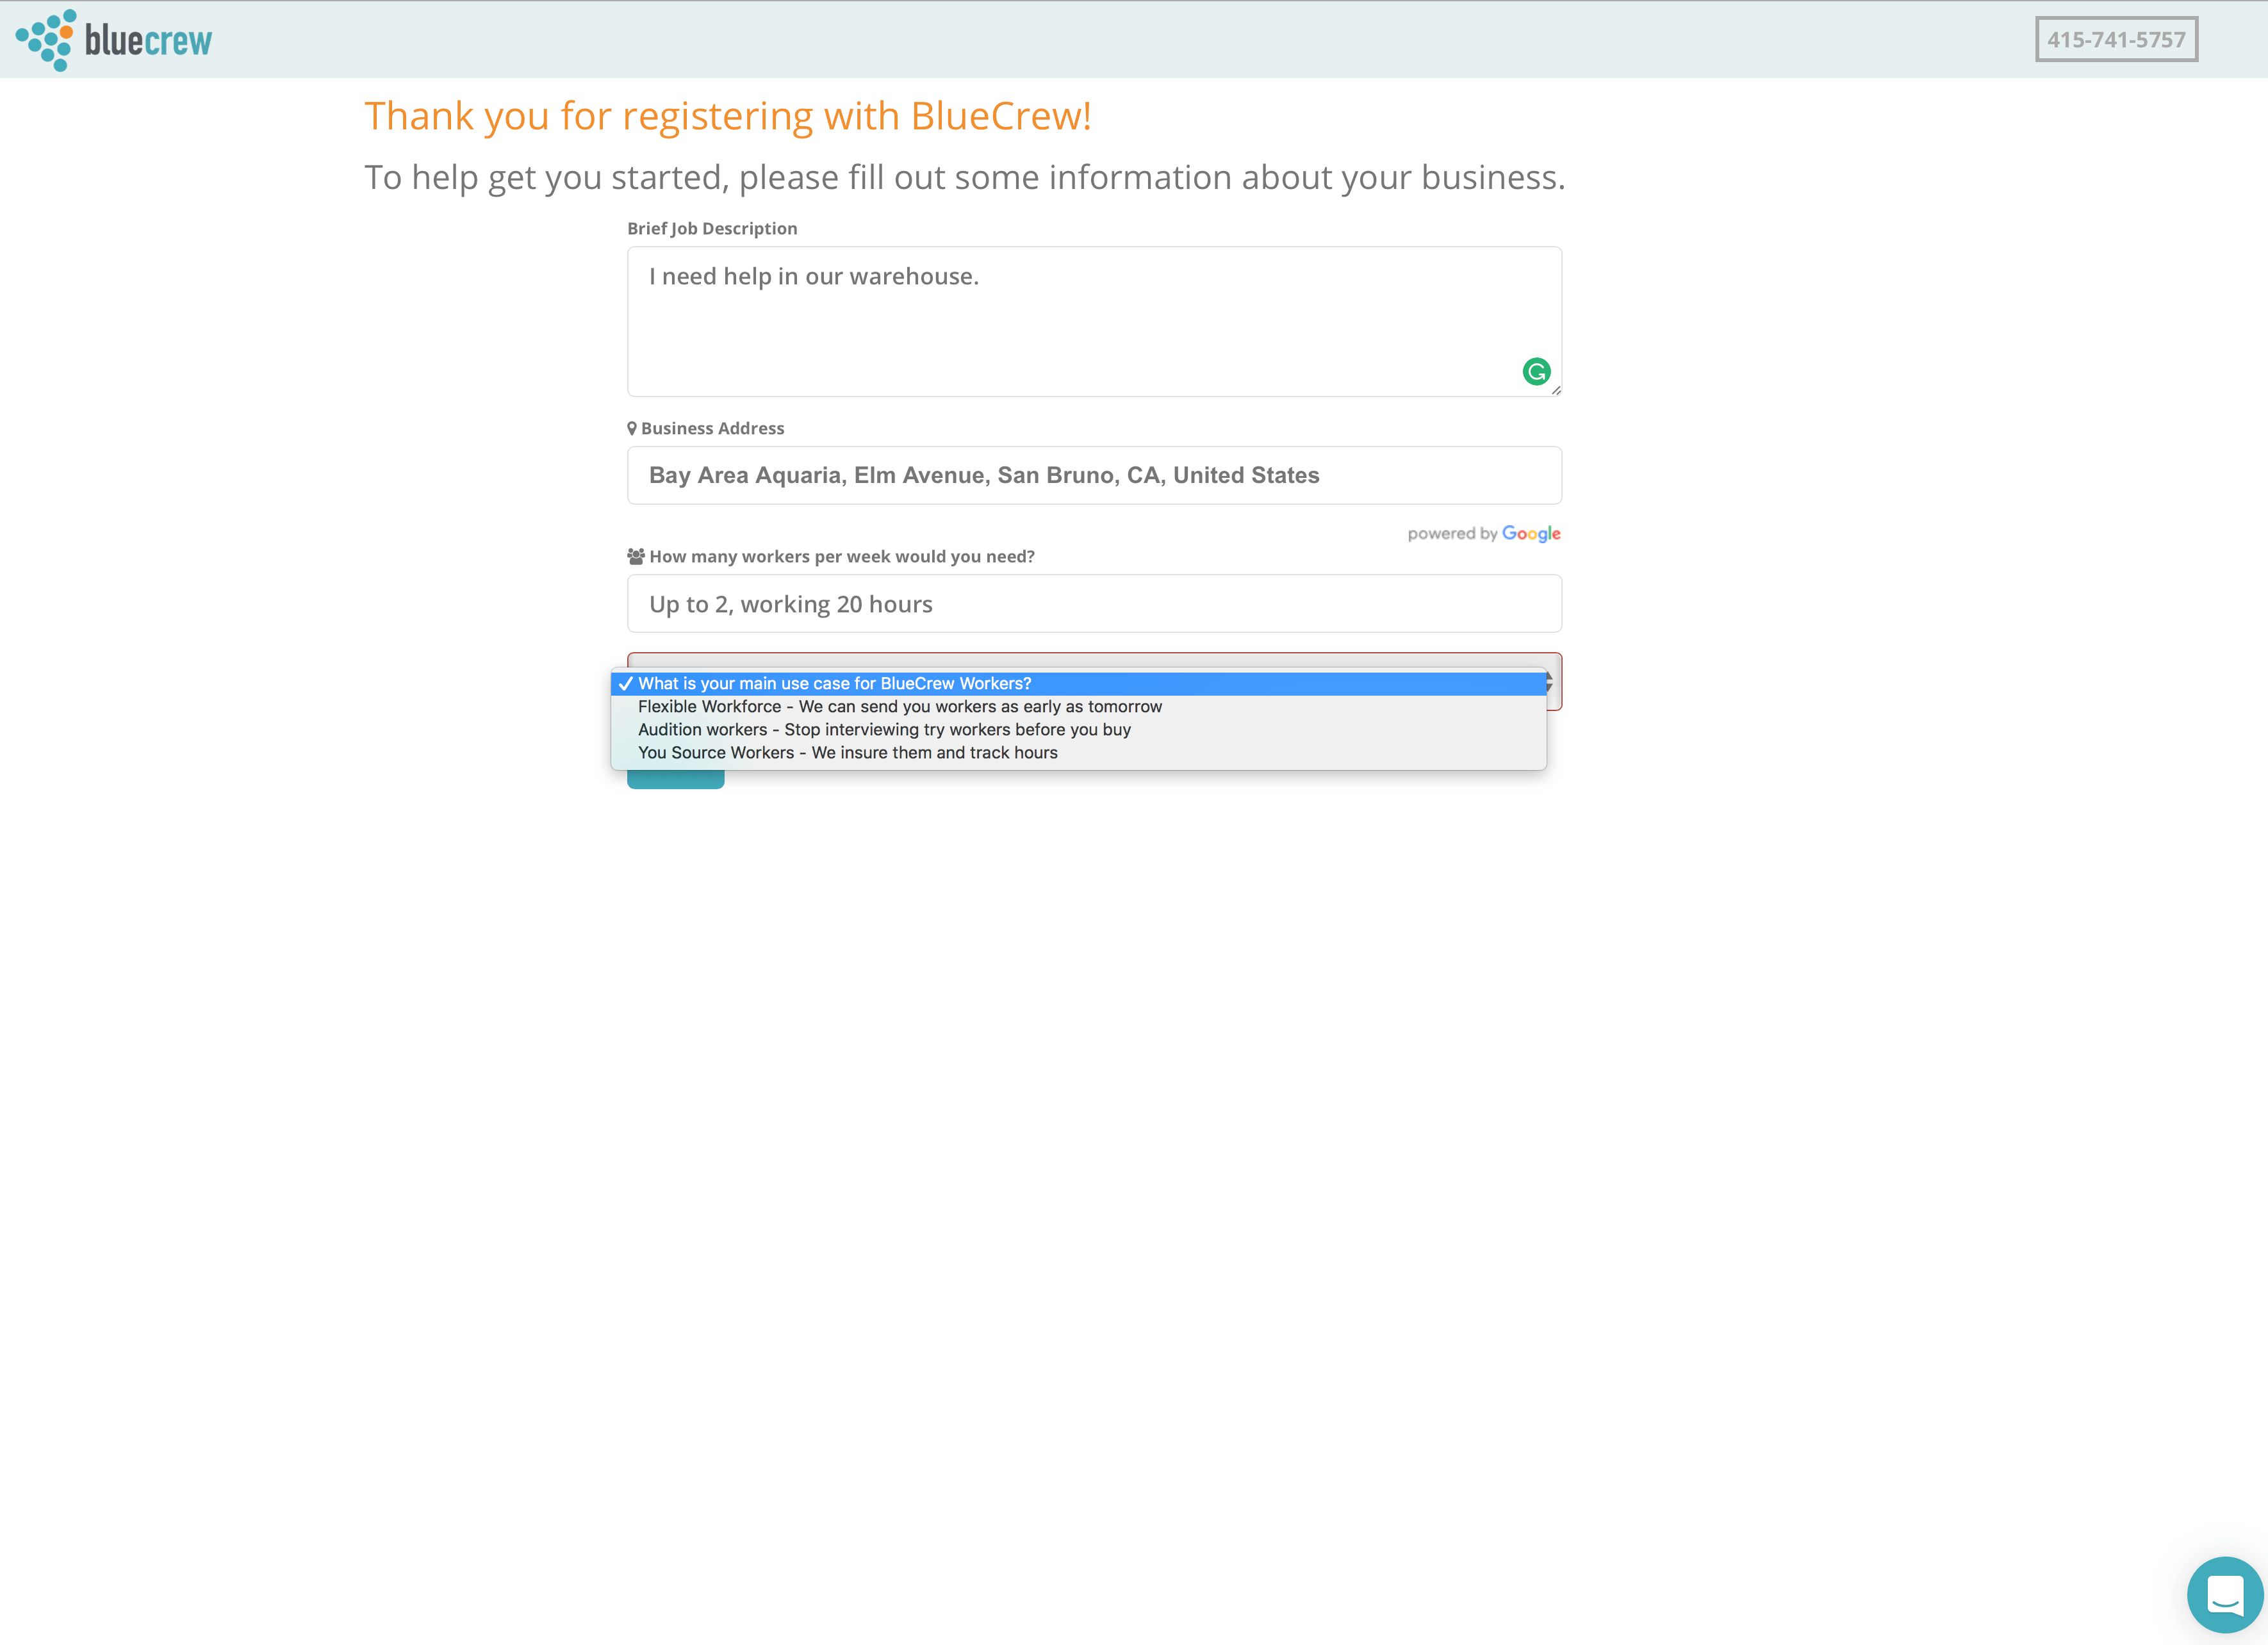 bluecrew
415-741-5757
Thank you for registering with BlueCrew!
To help get you started, please fill out some information about your business.
Brief Job Description
I need help in our warehouse.
Business Address
Bay Area Aquaria, Elm Avenue, San Bruno, CA, United States
powered by Google
How many workers per week would you need?
Up to 2, working 20 hours
What is your main use case for BlueCrew Workers?
Flexible Workforce - We can send you workers as early as tomorrow
Audition workers - Stop interviewing try workers before you buy
You Source Workers - We insure them and track hours